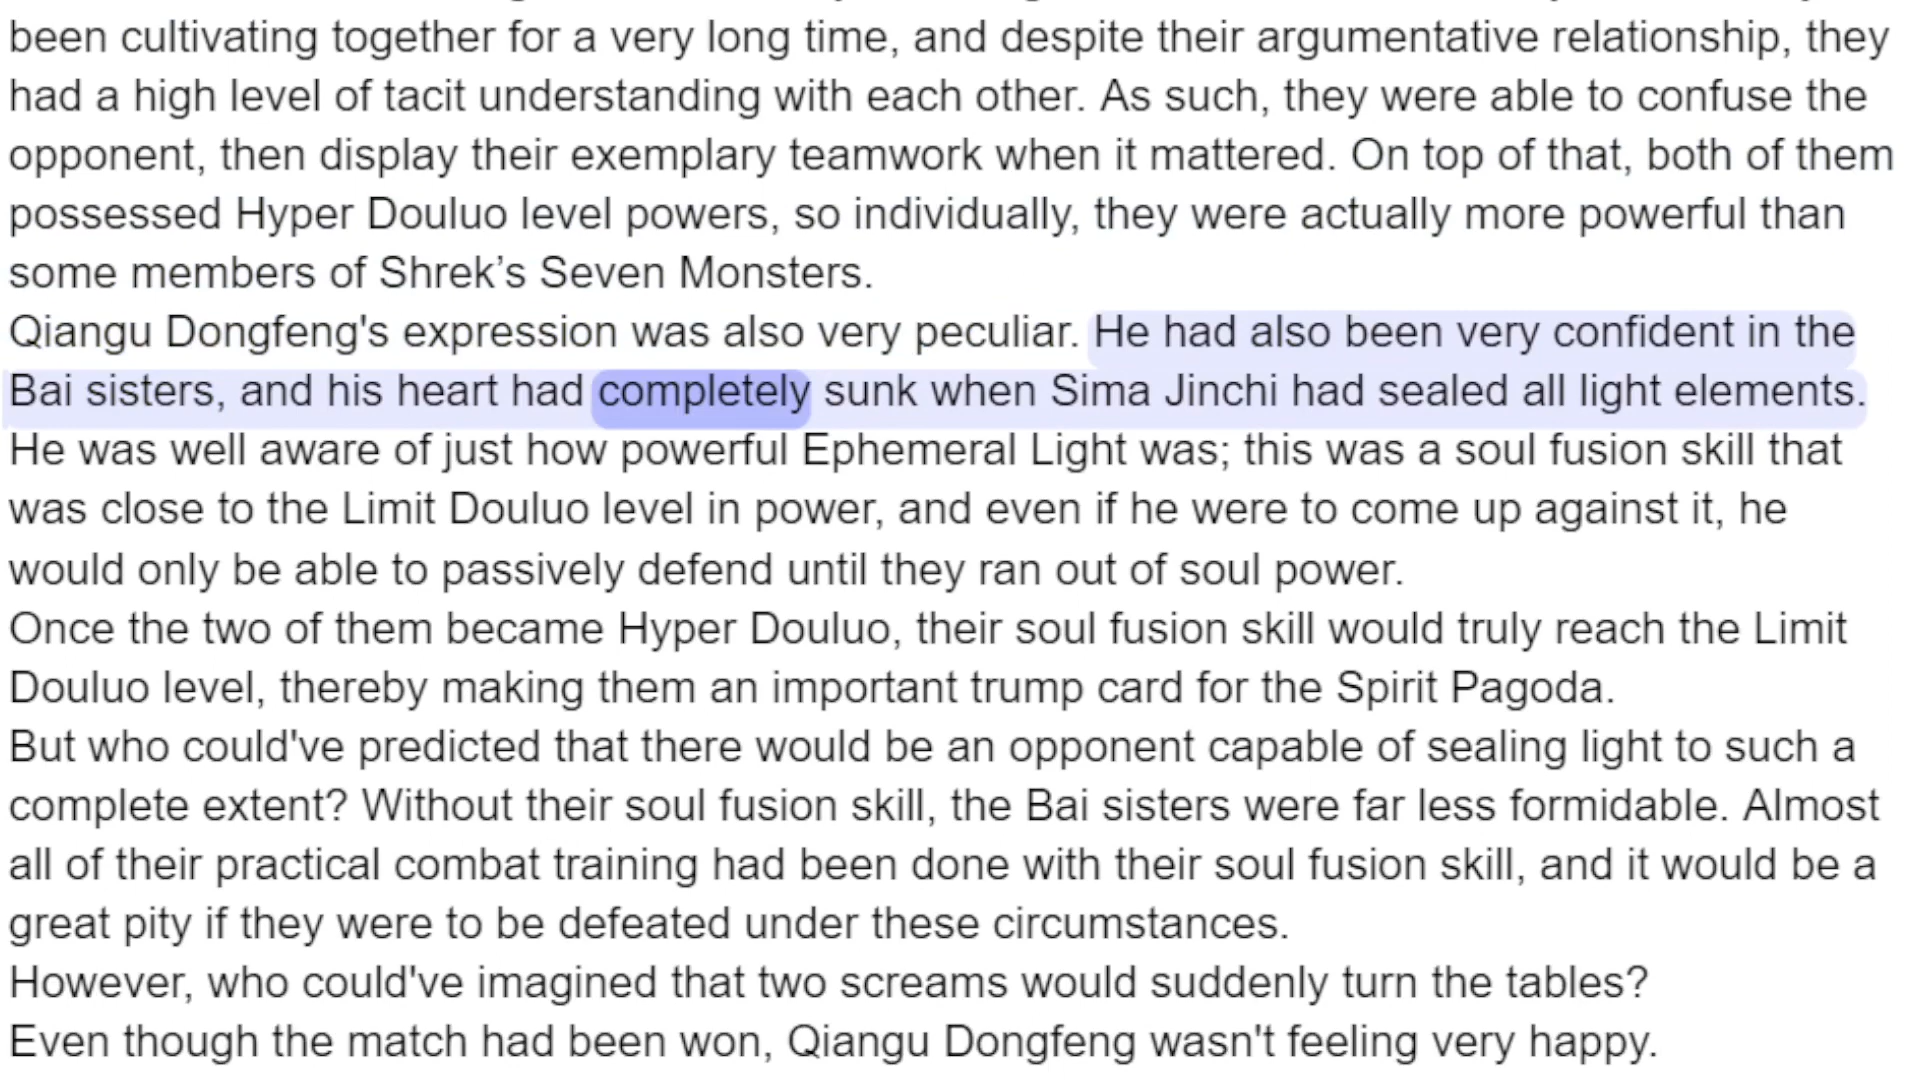 been cultivating together for a very long time, and despite their argumentative relationship, they
had a high level of tacit understanding with each other. As such, they were able to confuse the
opponent, then display their exemplary teamwork when it mattered. On top of that, both of them
possessed Hyper Douluo level powers, so individually, they were actually more powerful than
some members of Shrek’s Seven Monsters.
Qiangu Dongfeng's expression was also very peculiar. He had also been very confident in the
Bai sisters, and his heart had completely sunk when Sima Jinchi had sealed all light elements.
He was well aware of just how powerful Ephemeral Light was; this was a soul fusion skill that
was close to the Limit Douluo level in power, and even if he were to come up against it, he
would only be able to passively defend until they ran out of soul power.
Once the two of them became Hyper Douluo, their soul fusion skill would truly reach the Limit
Douluo level, thereby making them an important trump card for the Spirit Pagoda.
But who could've predicted that there would be an opponent capable of sealing light to such a
complete extent? Without their soul fusion skill, the Bai sisters were far less formidable. Almost
all of their practical combat training had been done with their soul fusion skill, and it would be a
great pity if they were to be defeated under these circumstances.
However, who could've imagined that two screams would suddenly turn the tables?
Even though the match had been won, Qiangu Dongfeng wasn't feeling very happy.